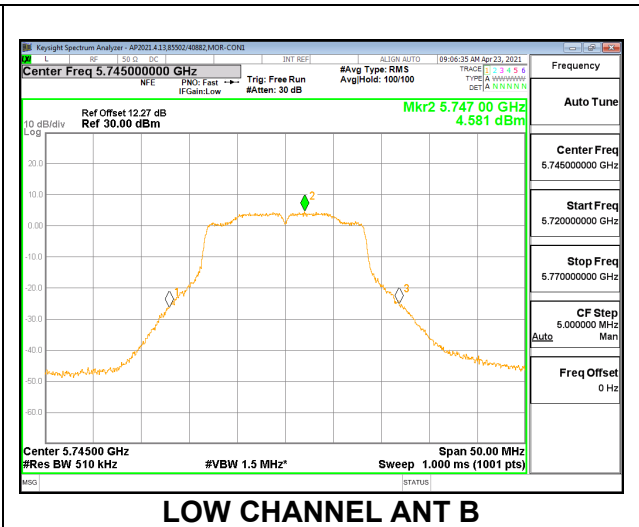 Keysight Spectrum Analyzer - AP2021.4.13,85502/40882,MOR-CON1
L RF 50 Ω DC INT REF ALIGN AUTO 09:06:35 AM Apr 23, 2021
Center Freq 5.745000000 GHz
NFE
PNO: Fast
IFGain:Low
Trig: Free Run
#Atten: 30 dB
#Avg Type: RMS
Avg|Hold: 100/100
TRACE 1 2 3 4 5 6
TYPE A WWWWW
DET A N N N N N
Frequency
Auto Tune
Center Freq
5.745000000 GHz
Start Freq
5.720000000 GHz
Stop Freq
5.770000000 GHz
CF Step
5.000000 MHz
Auto Man
Freq Offset
0 Hz
Mkr2 5.747 00 GHz
4.581 dBm
Ref Offset 12.27 dB
10 dB/div Ref 30.00 dBm
Log
20.0
10.0
2
0.00
-10.0
-20.0
1
3
-30.0
-40.0
-50.0
-60.0
Center 5.74500 GHz Span 50.00 MHz
#Res BW 510 kHz #VBW 1.5 MHz* Sweep 1.000 ms (1001 pts)
MSG STATUS
LOW CHANNEL ANT B